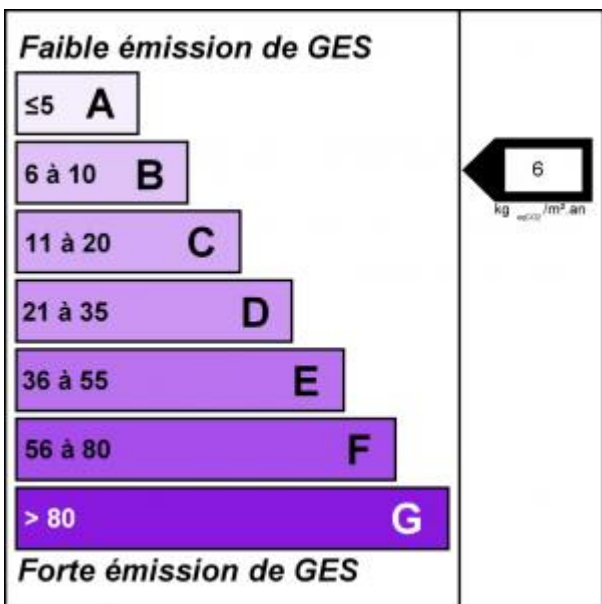 Faible émission de GES
≤5 A
6 à 10 B
6
kg eqCO2 /m².an
11 à 20 C
21 à 35 D
36 à 55 E
56 à 80 F
> 80 G
Forte émission de GES